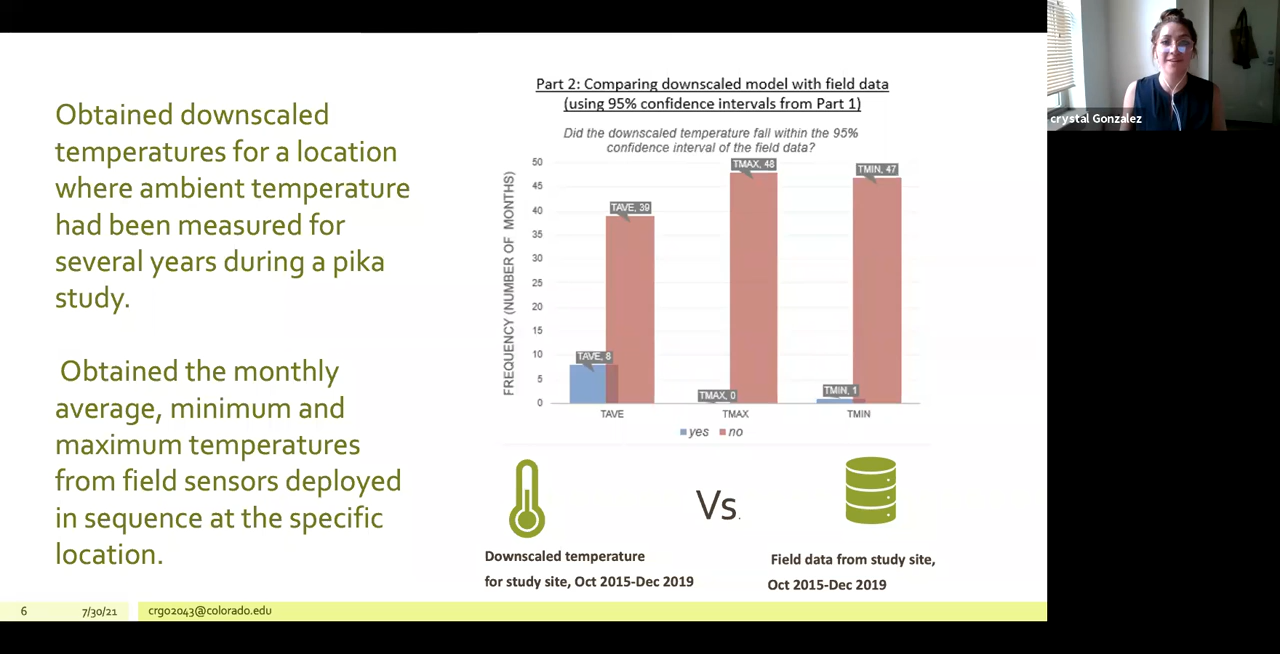 Obtained downscaled
temperatures for a location
where ambient temperature
had been measured for
several years during a pika
study.
Obtained the monthly
average, minimum and
maximum temperatures
from field sensors deployed
in sequence at the specific
location.
Part 2: Comparing downscaled model with field data
(using 95% confidence intervals from Part 1)
Did the downscaled temperature fall within the 95%
confidence interval of the field data?
FREQUENCY (NUMBER OF MONTHS)
50
45
40
35
30
25
20
15
10
5
0
TAVE, 8
TAVE, 39
TMAX, 0
TMAX, 48
TMIN, 1
TMIN, 47
TAVE
TMAX
TMIN
yes no
Vs.
Downscaled temperature
for study site, Oct 2015-Dec 2019
Field data from study site,
Oct 2015-Dec 2019
6
7/30/21
crgo2043@colorado.edu
crystal Gonzalez